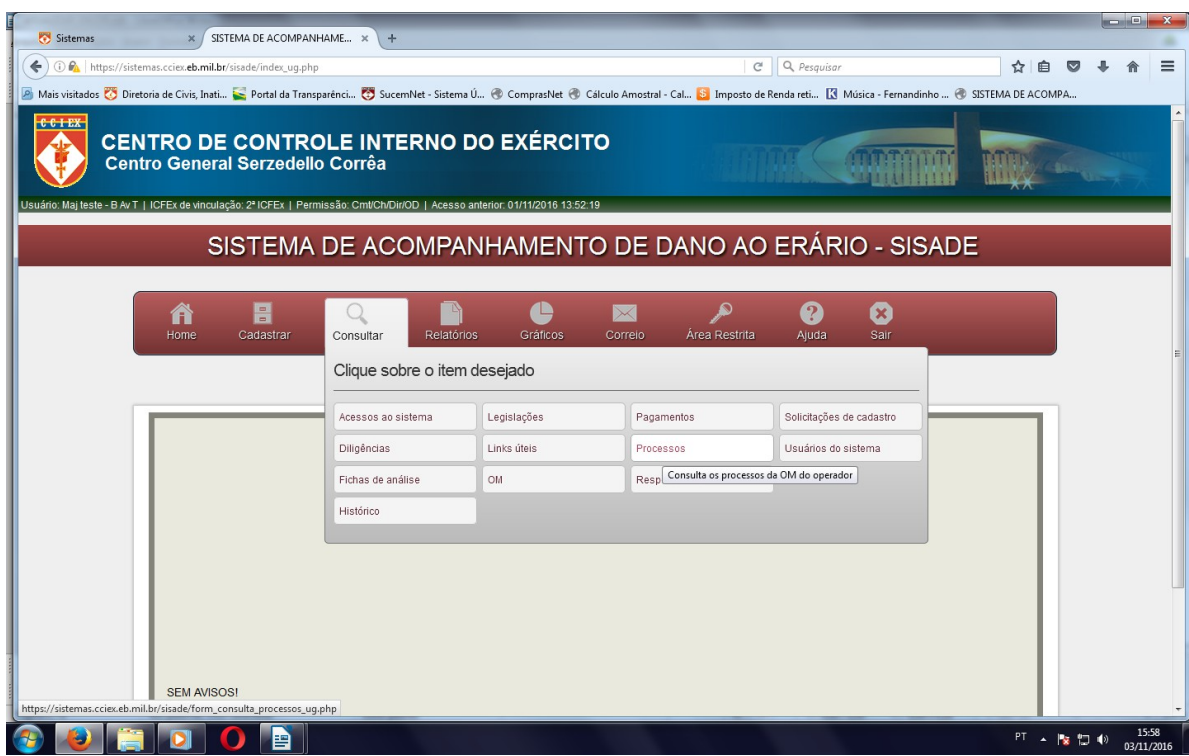 Sistemas
SISTEMA DE ACOMPANHAME...
https://sistemas.cciex.eb.mil.br/sisade/index_ug.php
Pesquisar
Mais visitados Diretoria de Civis, Inati... Portal da Transparênci... SucemNet - Sistema Ú... ComprasNet Cálculo Amostral - Cal... Imposto de Renda reti... Música - Fernandinho ... SISTEMA DE ACOMPA...
CCIEX
CENTRO DE CONTROLE INTERNO DO EXÉRCITO
Centro General Serzedello Corrêa
Usuário: Maj teste - B Av T | ICFEx de vinculação: 2ª ICFEx | Permissão: Cmt/Ch/Dir/OD | Acesso anterior: 01/11/2016 13:52:19
SISTEMA DE ACOMPANHAMENTO DE DANO AO ERÁRIO - SISADE
Home Cadastrar Consultar Relatórios Gráficos Correio Área Restrita Ajuda Sair
Clique sobre o item desejado
Acessos ao sistema Legislações Pagamentos Solicitações de cadastro
Diligências Links úteis Processos Usuários do sistema
Fichas de análise OM Resp Consulta os processos da OM do operador
Histórico
SEM AVISOS!
https://sistemas.cciex.eb.mil.br/sisade/form_consulta_processos_ug.php
PT 15:58
03/11/2016